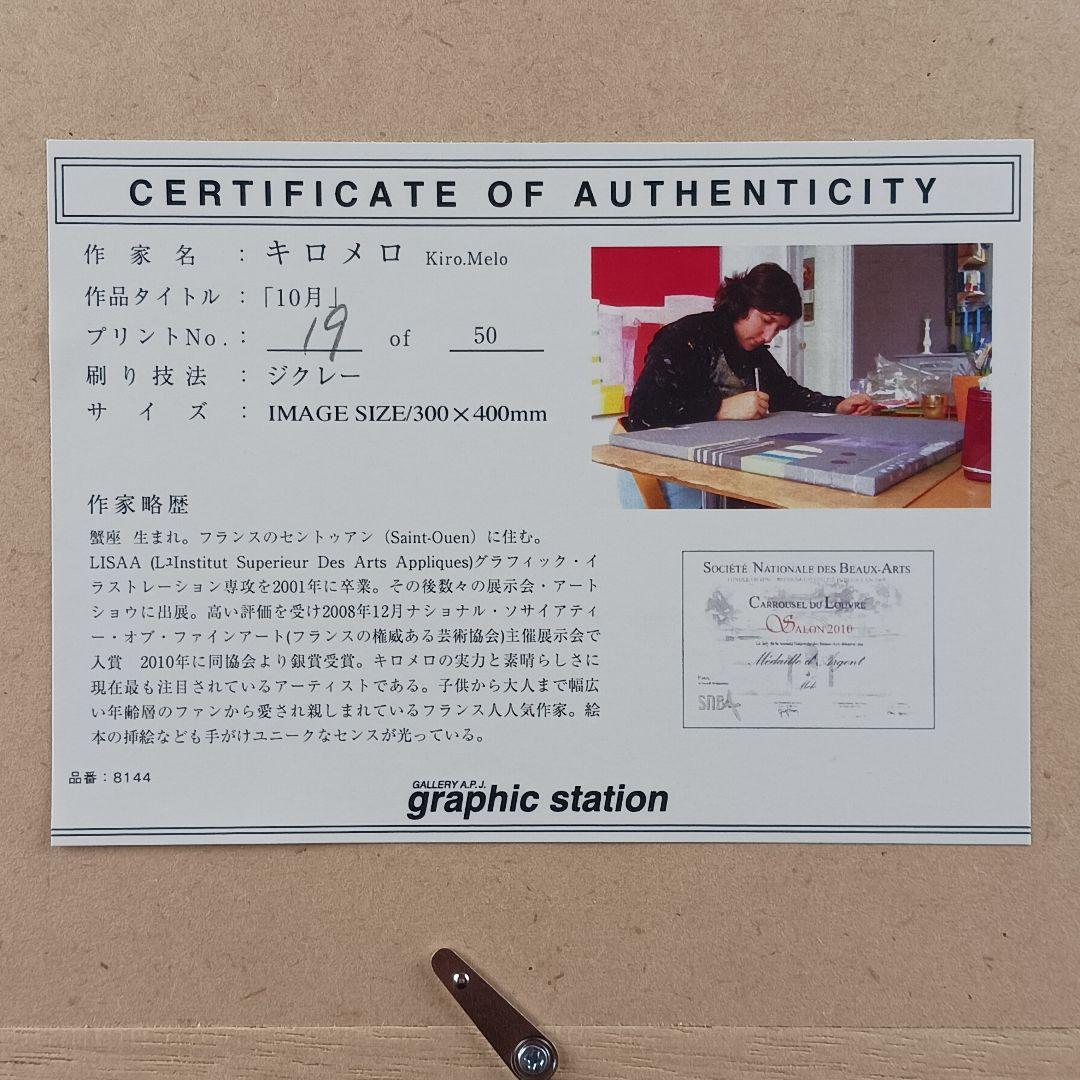 CERTIFICATE OF AUTHENTICITY
作家名 : キロメロ Kiro.Melo
作品タイトル : 「10月」
プリントNo. : 19 of 50
刷り技法 : ジクレー
サイズ : IMAGE SIZE/300×400mm
作家略歴
蟹座 生まれ。フランスのセントゥアン（Saint-Ouen）に住む。
LISAA (LュInstitut Superieur Des Arts Appliques)グラフィック・イ
ラストレーション専攻を2001年に卒業。その後数々の展示会・アート
ショウに出展。高い評価を受け2008年12月ナショナル・ソサイアティ
ー・オブ・ファインアート(フランスの権威ある芸術協会)主催展示会で
入賞 2010年に同協会より銀賞受賞。キロメロの実力と素晴らしさに
現在最も注目されているアーティストである。子供から大人まで幅広
い年齢層のファンから愛され親しまれているフランス人人気作家。絵
本の挿絵なども手がけユニークなセンスが光っている。
SOCIÉTÉ NATIONALE DES BEAUX-ARTS
CARROUSEL DU LOUVRE
SALON 2010
Médaille d'Argent
à
SNBA
品番：8144
GALLERY A.P.J.
graphic station